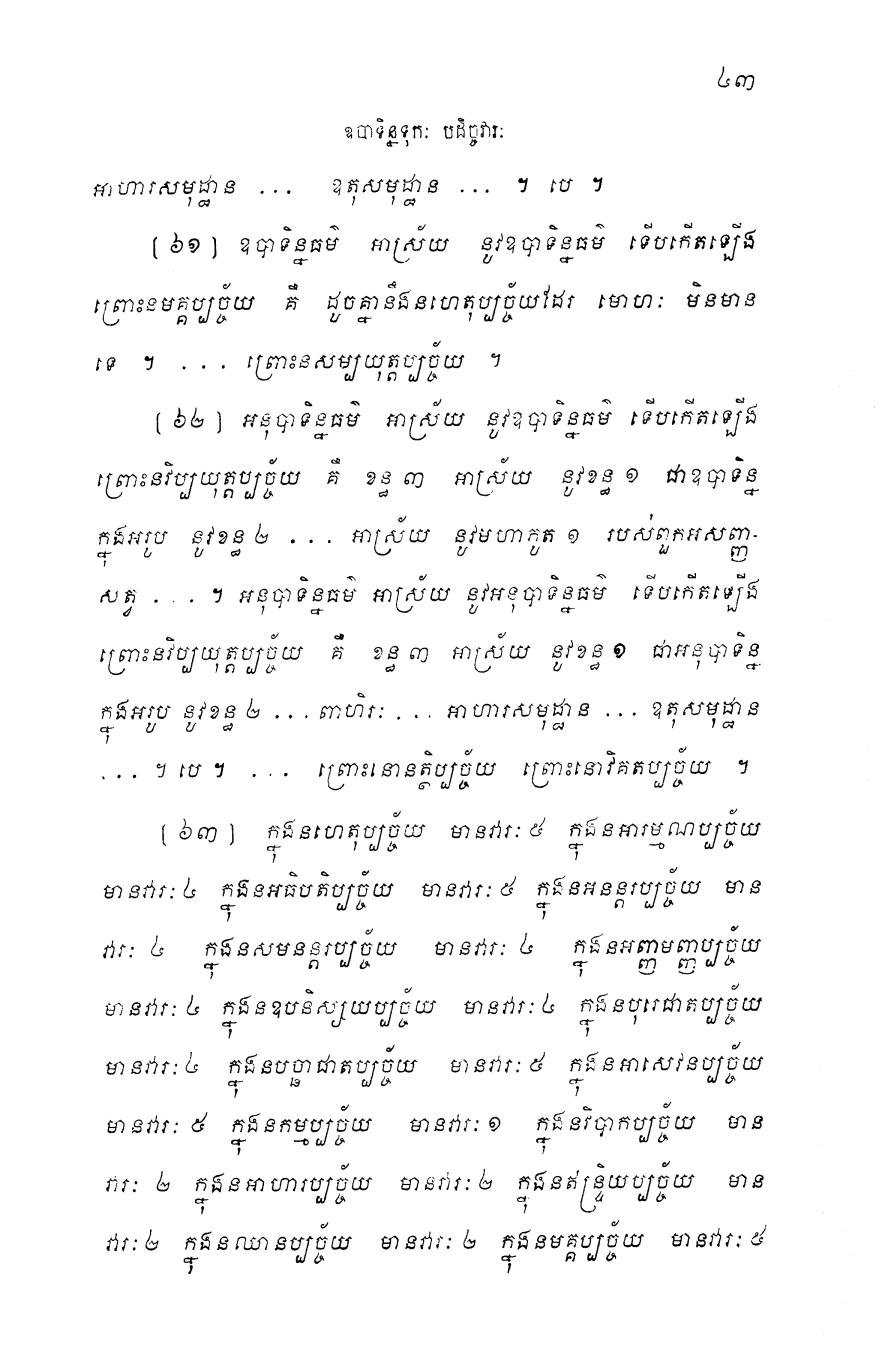 ៤៣
ឧបាទិន្នទុកៈ បដិច្ចវារៈ
អាហារសមុដ្ឋាន ... ឧតុសមុដ្ឋាន ... ។ បេ ។
[៦១] ឧបាទិន្នធម៌ អាស្រ័យ នូវឧបាទិន្នធម៌ ទើបកើតឡើង
ព្រោះនមគ្គប្បច្ច័យ គឺ ដូចគ្នានឹងនហេតុប្បច្ច័យដែរ មោហៈ មិនមាន
ទេ ។ ... ព្រោះនសម្បយុត្តប្បច្ច័យ ។
[៦២] អនុបាទិន្នធម៌ អាស្រ័យ នូវឧបាទិន្នធម៌ ទើបកើតឡើង
ព្រោះនវិប្បយុត្តប្បច្ច័យ គឺ ខន្ធ ៣ អាស្រ័យ នូវខន្ធ ១ ជាឧបាទិន្ន
ក្នុងអរូប នូវខន្ធ ២ ... អាស្រ័យ នូវមហាភូត ១ របស់ពួកអសញ្ញ-
សត្វ ... ។ អនុបាទិន្នធម៌ អាស្រ័យ នូវអនុបាទិន្នធម៌ ទើបកើតឡើង
ព្រោះនវិប្បយុត្តប្បច្ច័យ គឺ ខន្ធ ៣ អាស្រ័យ នូវខន្ធ ១ ជាអនុបាទិន្ន
ក្នុងអរូប នូវខន្ធ ២ ... ពាហិរៈ ... អាហារសមុដ្ឋាន ... ឧតុសមុដ្ឋាន
... ។ បេ ។ ... ព្រោះនោនត្ថិប្បច្ច័យ ព្រោះនោវិគតប្បច្ច័យ ។
[៦៣] ក្នុងនហេតុប្បច្ច័យ មានវារៈ ៥ ក្នុងនអារម្មណប្បច្ច័យ
មានវារៈ ៤ ក្នុងនអធិបតិប្បច្ច័យ មានវារៈ ៥ ក្នុងនអនន្តរប្បច្ច័យ មាន
វារៈ ៤ ក្នុងនសមនន្តរប្បច្ច័យ មានវារៈ ៤ ក្នុងនអញ្ញាមញ្ញប្បច្ច័យ
មានវារៈ ៤ ក្នុងនឧបនិស្សយប្បច្ច័យ មានវារៈ ៤ ក្នុងនបុរេជាតប្បច្ច័យ
មានវារៈ ៤ ក្នុងនបច្ឆាជាតប្បច្ច័យ មានវារៈ ៥ ក្នុងនអាសេវនប្បច្ច័យ
មានវារៈ ៥ ក្នុងនកម្មប្បច្ច័យ មានវារៈ ១ ក្នុងនវិបាកប្បច្ច័យ មាន
វារៈ ២ ក្នុងនអាហារប្បច្ច័យ មានវារៈ ២ ក្នុងនឥន្ទ្រិយប្បច្ច័យ មាន
វារៈ ២ ក្នុងនឈានប្បច្ច័យ មានវារៈ ២ ក្នុងនមគ្គប្បច្ច័យ មានវារៈ ៥